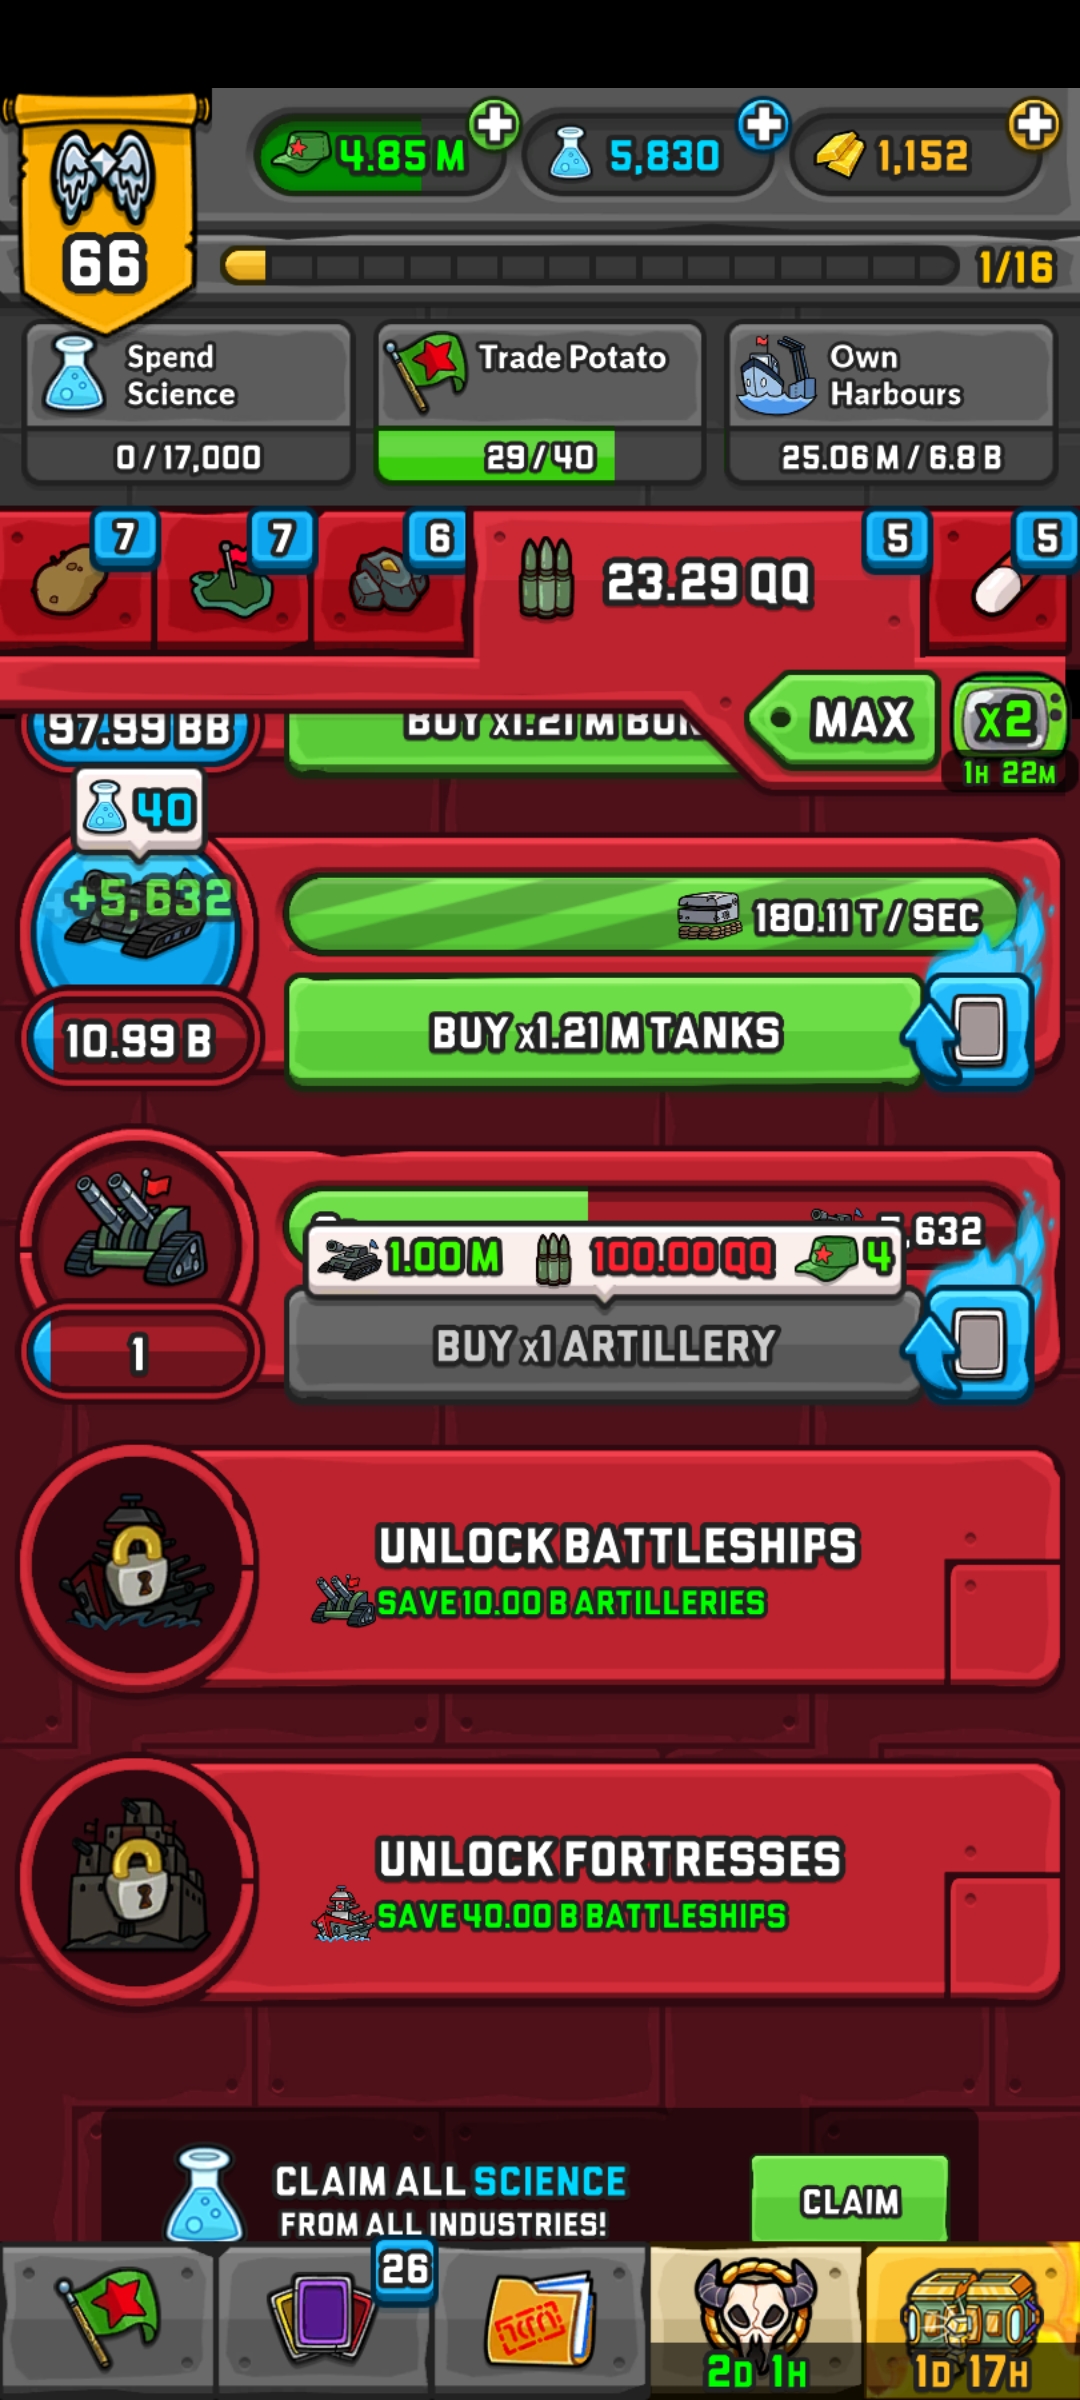 4.85 M
5,830
1,152
66
1/16
Spend
Science
Trade Potato
Own
Harbours
0 / 17,000
29 / 40
25.06 M / 6.8 B
7
7
6
23.29 QQ
5
5
97.99 BB
BUY x1.21 M
MAX
x2
1H 22M
40
+5,632
180.11 T / SEC
10.99 B
BUY x1.21 M TANKS
,632
1.00 M
100.00 QQ
4
1
BUY x1 ARTILLERY
UNLOCK BATTLESHIPS
SAVE 10.00 B ARTILLERIES
UNLOCK FORTRESSES
SAVE 40.00 B BATTLESHIPS
CLAIM ALL SCIENCE
FROM ALL INDUSTRIES!
CLAIM
26
2D 1H
1D 17H